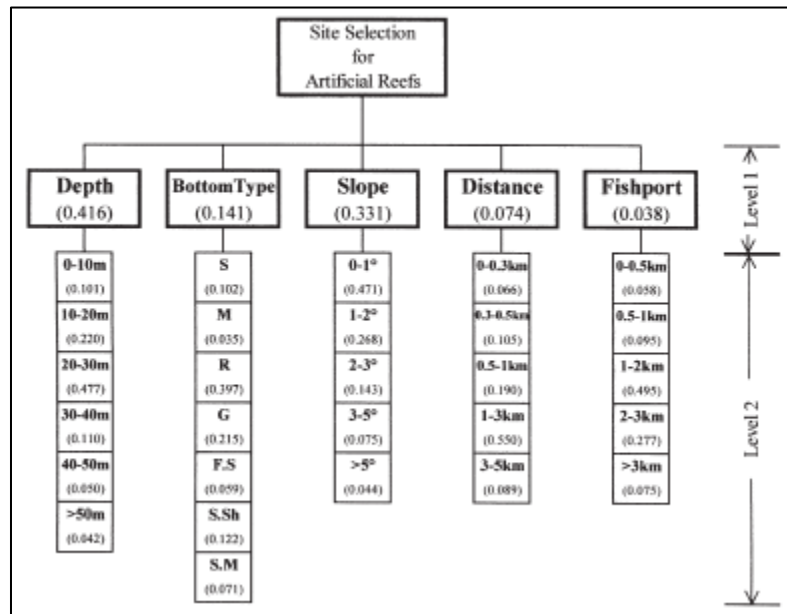 Site Selection
for
Artificial Reefs
Depth
(0.416)
BottomType
(0.141)
Slope
(0.331)
Distance
(0.074)
Fishport
(0.038)
Level 1
0-10m
(0.101)
10-20m
(0.220)
20-30m
(0.477)
30-40m
(0.110)
40-50m
(0.050)
>50m
(0.042)
S
(0.102)
M
(0.035)
R
(0.397)
G
(0.215)
F.S
(0.059)
S.Sh
(0.122)
S.M
(0.071)
0-1°
(0.471)
1-2°
(0.268)
2-3°
(0.143)
3-5°
(0.075)
>5°
(0.044)
0-0.3km
(0.066)
0.3-0.5km
(0.105)
0.5-1km
(0.190)
1-3km
(0.550)
3-5km
(0.089)
0-0.5km
(0.058)
0.5-1km
(0.095)
1-2km
(0.495)
2-3km
(0.277)
>3km
(0.075)
Level 2